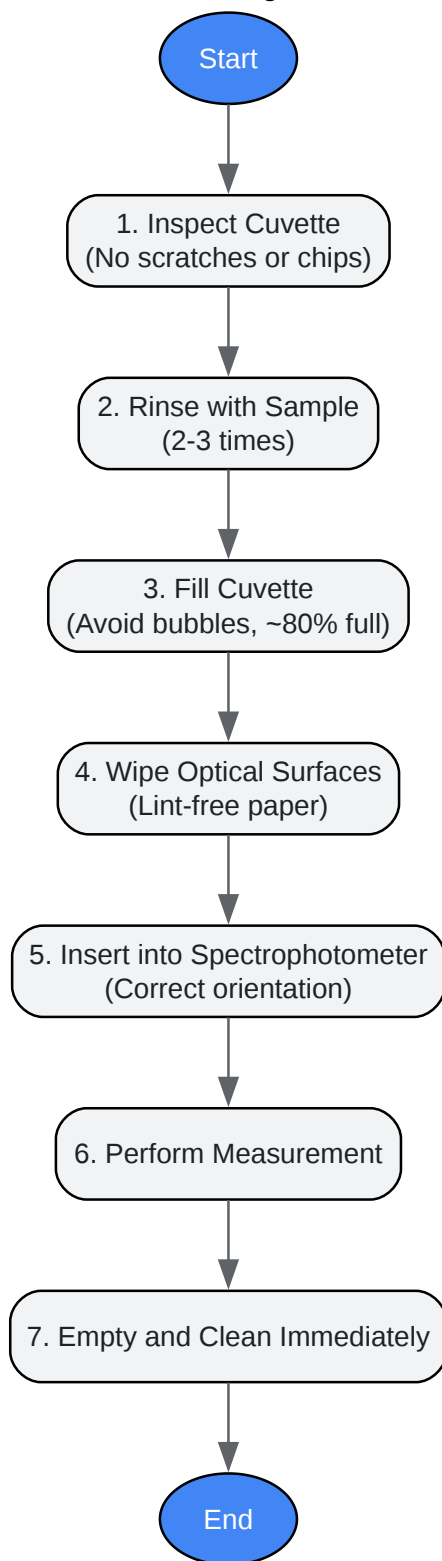 Start
1. Inspect Cuvette
(No scratches or chips)
2. Rinse with Sample
(2-3 times)
3. Fill Cuvette
(Avoid bubbles, ~80% full)
4. Wipe Optical Surfaces
(Lint-free paper)
5. Insert into Spectrophotometer
(Correct orientation)
6. Perform Measurement
7. Empty and Clean Immediately
End